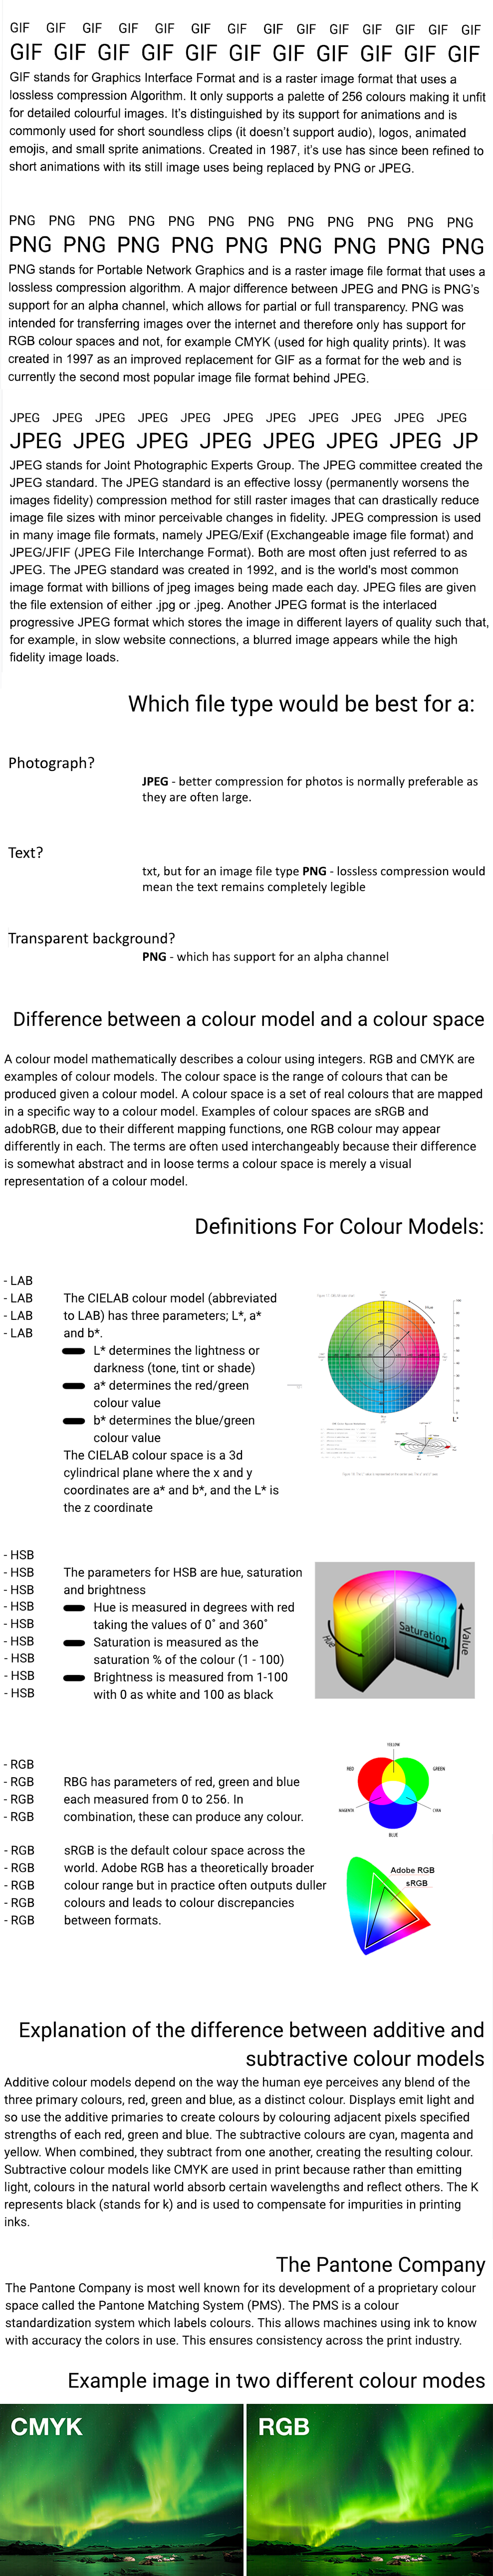 GIF GIF GIF GIF GIF GIF GIF GIF GIF GIF GIF GIF GIF
GIF GIF GIF GIF GIF GIF GIF GIF GIF GIF GIF
GIF stands for Graphics Interface Format and is a raster image format that uses a
lossless compression Algorithm. It only supports a palette of 256 colours making it unfit
for detailed colourful images. It's distinguished by its support for animations and is
commonly used for short soundless clips (it doesn't support audio), logos, animated
emojis, and small sprite animations. Created in 1987, it's use has since been refined to
short animations with its still image uses being replaced by PNG or JPEG.
PNG PNG PNG PNG PNG PNG PNG PNG PNG PNG PNG PNG
PNG PNG PNG PNG PNG PNG PNG PNG PNG
PNG stands for Portable Network Graphics and is a raster image file format that uses a
lossless compression algorithm. A major difference between JPEG and PNG is PNG's
support for an alpha channel, which allows for partial or full transparency. PNG was
intended for transferring images over the internet and therefore only has support for
RGB colour spaces and not, for example CMYK (used for high quality prints). It was
created in 1997 as an improved replacement for GIF as a format for the web and is
currently the second most popular image file format behind JPEG.
JPEG JPEG JPEG JPEG JPEG JPEG JPEG JPEG JPEG JPEG JPEG
JPEG JPEG JPEG JPEG JPEG JPEG JPEG JP
JPEG stands for Joint Photographic Experts Group. The JPEG committee created the
JPEG standard. The JPEG standard is an effective lossy (permanently worsens the
images fidelity) compression method for still raster images that can drastically reduce
image file sizes with minor perceivable changes in fidelity. JPEG compression is used
in many image file formats, namely JPEG/Exif (Exchangeable image file format) and
JPEG/JFIF (JPEG File Interchange Format). Both are most often just referred to as
JPEG. The JPEG standard was created in 1992, and is the world's most common
image format with billions of jpeg images being made each day. JPEG files are given
the file extension of either .jpg or .jpeg. Another JPEG format is the interlaced
progressive JPEG format which stores the image in different layers of quality such that,
for example, in slow website connections, a blurred image appears while the high
fidelity image loads.
Which file type would be best for a:
Photograph?
JPEG - better compression for photos is normally preferable as
they are often large.
Text?
txt, but for an image file type PNG - lossless compression would
mean the text remains completely legible
Transparent background?
PNG - which has support for an alpha channel
Difference between a colour model and a colour space
A colour model mathematically describes a colour using integers. RGB and CMYK are
examples of colour models. The colour space is the range of colours that can be
produced given a colour model. A colour space is a set of real colours that are mapped
in a specific way to a colour model. Examples of colour spaces are sRGB and
adobRGB, due to their different mapping functions, one RGB colour may appear
differently in each. The terms are often used interchangeably because their difference
is somewhat abstract and in loose terms a colour space is merely a visual
representation of a colour model.
Definitions For Colour Models:
- LAB
- LAB
- LAB
- LAB
The CIELAB colour model (abbreviated
to LAB) has three parameters; L*, a*
and b*.
L* determines the lightness or
darkness (tone, tint or shade)
a* determines the red/green
colour value
b* determines the blue/green
colour value
The CIELAB colour space is a 3d
cylindrical plane where the x and y
coordinates are a* and b*, and the L* is
the z coordinate
Hue
L*
- HSB
- HSB
- HSB
- HSB
- HSB
- HSB
- HSB
- HSB
- HSB
The parameters for HSB are hue, saturation
and brightness
Hue is measured in degrees with red
taking the values of 0˚ and 360˚
Saturation is measured as the
saturation % of the colour (1 - 100)
Brightness is measured from 1-100
with 0 as white and 100 as black
Hue
Saturation
Value
- RGB
- RGB
- RGB
- RGB
RBG has parameters of red, green and blue
each measured from 0 to 256. In
combination, these can produce any colour.
YELLOW
RED
GREEN
MAGENTA
CYAN
BLUE
- RGB
- RGB
- RGB
- RGB
- RGB
sRGB is the default colour space across the
world. Adobe RGB has a theoretically broader
colour range but in practice often outputs duller
colours and leads to colour discrepancies
between formats.
Adobe RGB
sRGB
Explanation of the difference between additive and
subtractive colour models
Additive colour models depend on the way the human eye perceives any blend of the
three primary colours, red, green and blue, as a distinct colour. Displays emit light and
so use the additive primaries to create colours by colouring adjacent pixels specified
strengths of each red, green and blue. The subtractive colours are cyan, magenta and
yellow. When combined, they subtract from one another, creating the resulting colour.
Subtractive colour models like CMYK are used in print because rather than emitting
light, colours in the natural world absorb certain wavelengths and reflect others. The K
represents black (stands for k) and is used to compensate for impurities in printing
inks.
The Pantone Company
The Pantone Company is most well known for its development of a proprietary colour
space called the Pantone Matching System (PMS). The PMS is a colour
standardization system which labels colours. This allows machines using ink to know
with accuracy the colors in use. This ensures consistency across the print industry.
Example image in two different colour modes
CMYK
RGB